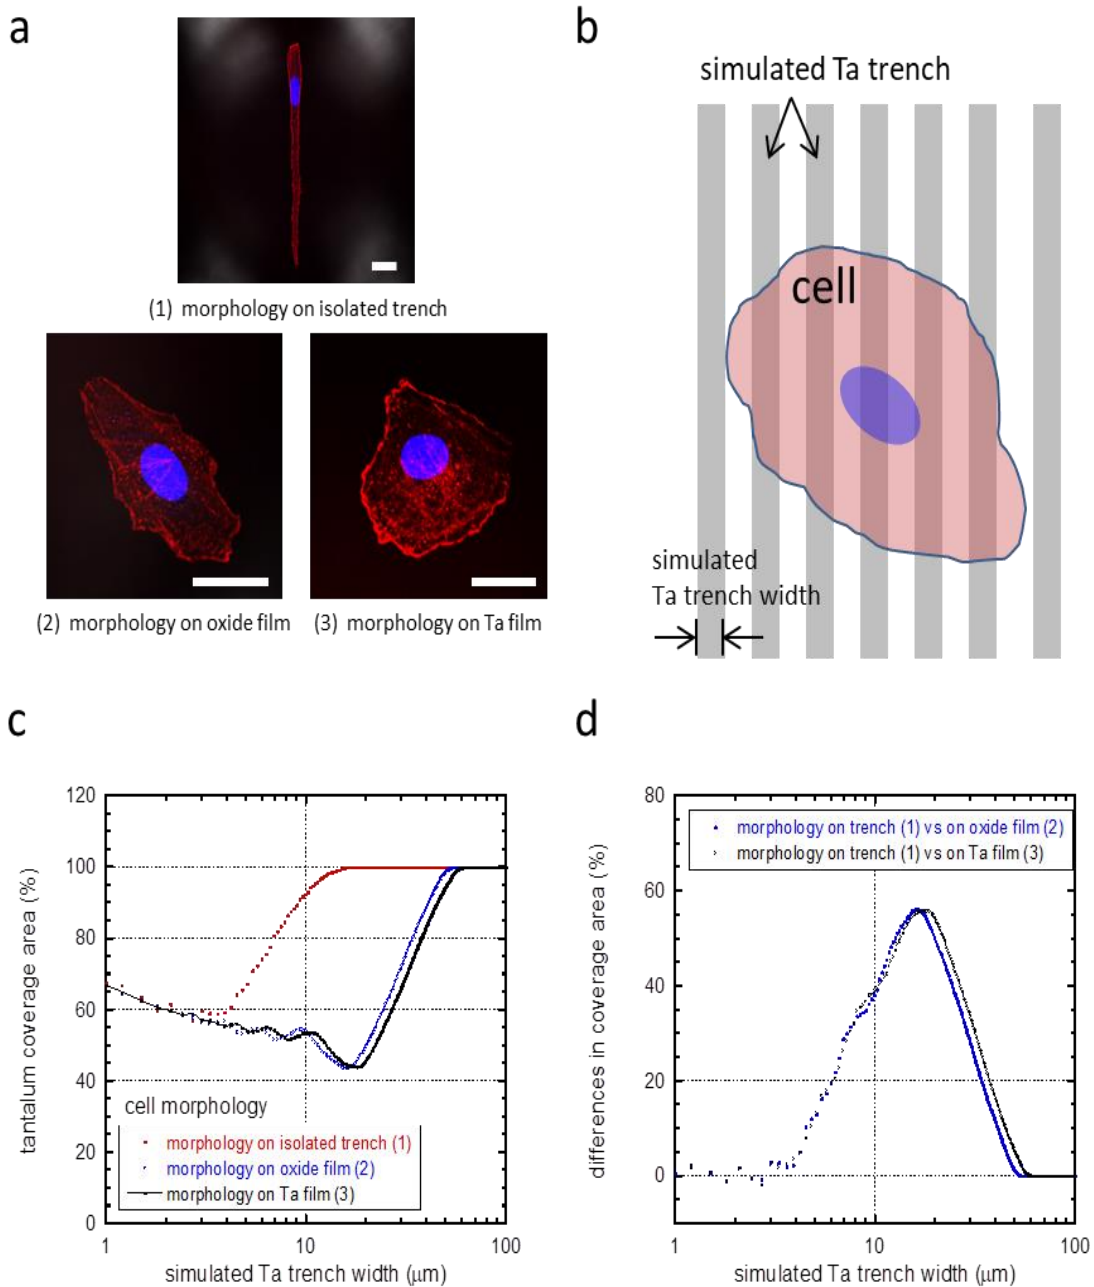 a
(1) morphology on isolated trench
(2) morphology on oxide film
(3) morphology on Ta film
b
simulated Ta trench
cell
simulated
Ta trench width
c
120
100
80
60
40
20
0
tantalum coverage area (%)
cell morphology
morphology on isolated trench (1)
morphology on oxide film (2)
morphology on Ta film (3)
1
10
100
simulated Ta trench width (μm)
d
80
60
40
20
0
differences in coverage area (%)
morphology on trench (1) vs on oxide film (2)
morphology on trench (1) vs on Ta film (3)
1
10
100
simulated Ta trench width (μm)